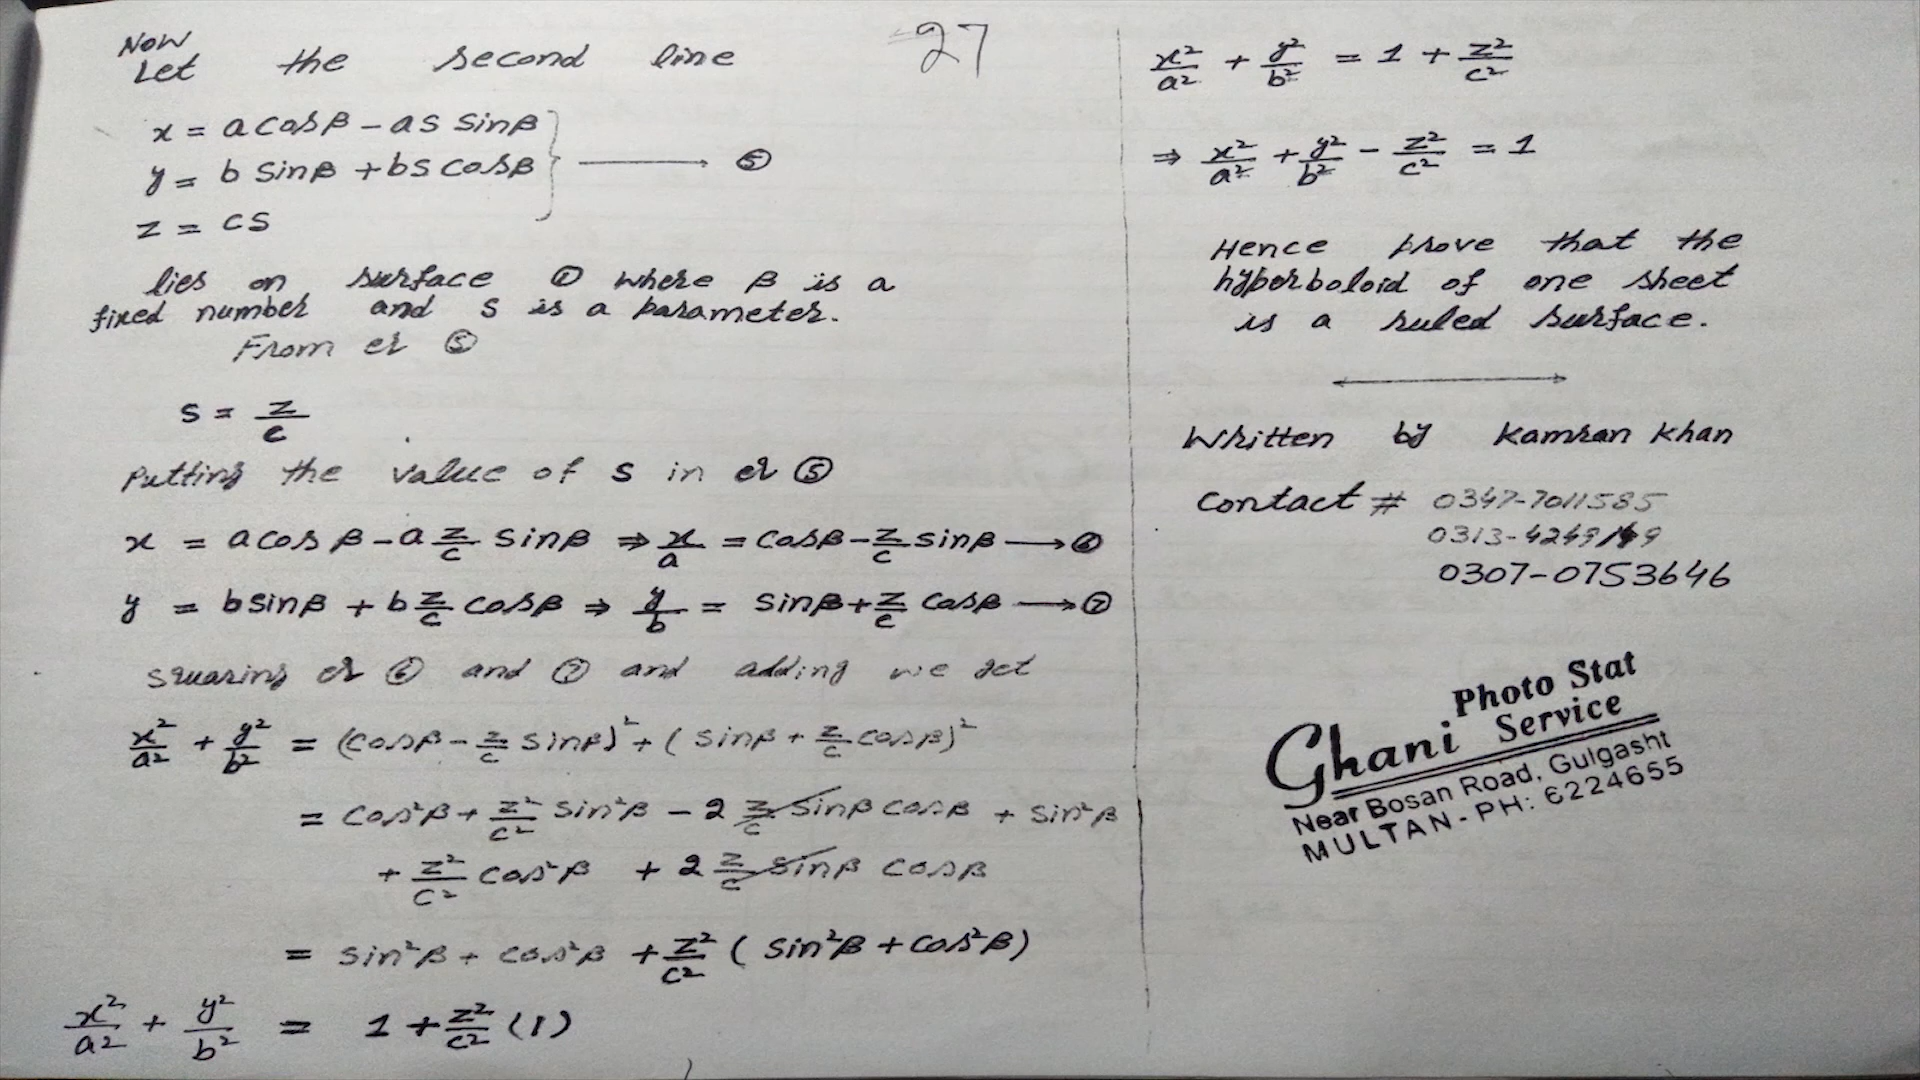 27
Now
Let the second line
x = a cosβ - as sinβ
y = b sinβ + bs cosβ } ⟶ ⑤
z = cs
lies on surface ① where β is a
fixed number and s is a parameter.
From er ⑤
s = z/c
Putting the value of s in er ⑤
x = a cosβ - a z/c sinβ ⇒ x/a = cosβ - z/c sinβ ⟶ ⑥
y = b sinβ + b z/c cosβ ⇒ y/b = sinβ + z/c cosβ ⟶ ⑦
squaring er ⑥ and ⑦ and adding we get
x²/a² + y²/b² = (cosβ - z/c sinβ)² + (sinβ + z/c cosβ)²
= cos²β + z²/c² sin²β - 2 z/c sinβ cosβ + sin²β
+ z²/c² cos²β + 2 z/c sinβ cosβ
= sin²β + cos²β + z²/c² (sin²β + cos²β)
x²/a² + y²/b² = 1 + z²/c² (1)
x²/a² + y²/b² = 1 + z²/c²
⇒ x²/a² + y²/b² - z²/c² = 1
Hence prove that the
hyperboloid of one sheet
is a ruled surface.
Written by Kamran Khan
Contact # 0347-7011585
0313-4249149
0307-0753646
Ghani Photo Stat
Service
Near Bosan Road, Gulgasht
MULTAN-PH: 6224655